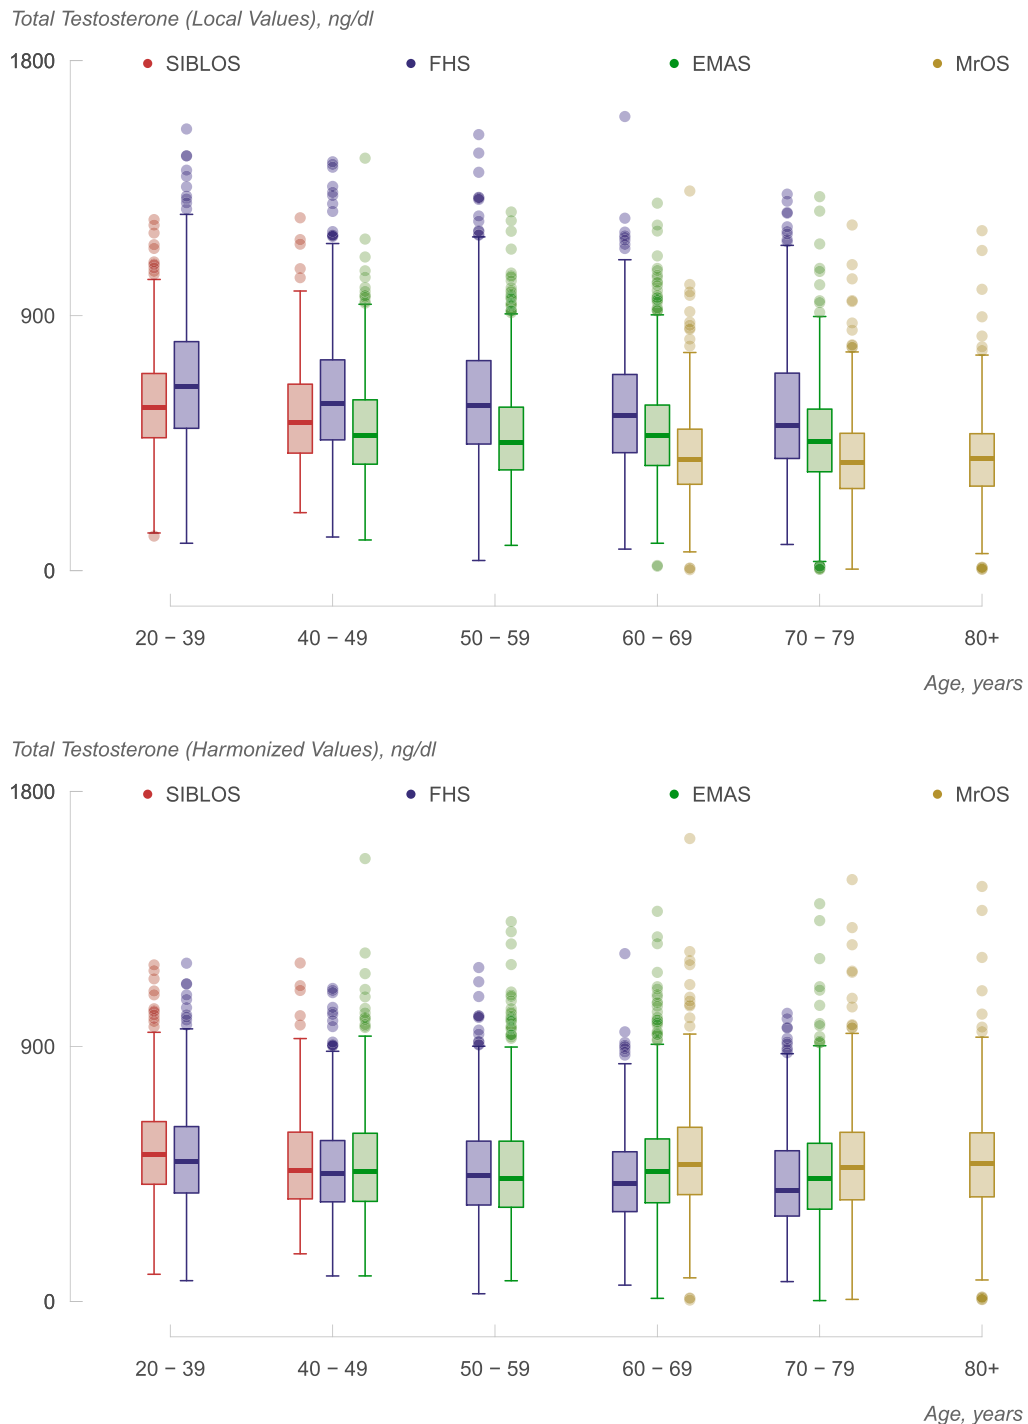 Total Testosterone (Local Values), ng/dl
1800
SIBLOS FHS EMAS MrOS
900
0
20 − 39 40 − 49 50 − 59 60 − 69 70 − 79 80+
Age, years
Total Testosterone (Harmonized Values), ng/dl
1800
SIBLOS FHS EMAS MrOS
900
0
20 − 39 40 − 49 50 − 59 60 − 69 70 − 79 80+
Age, years